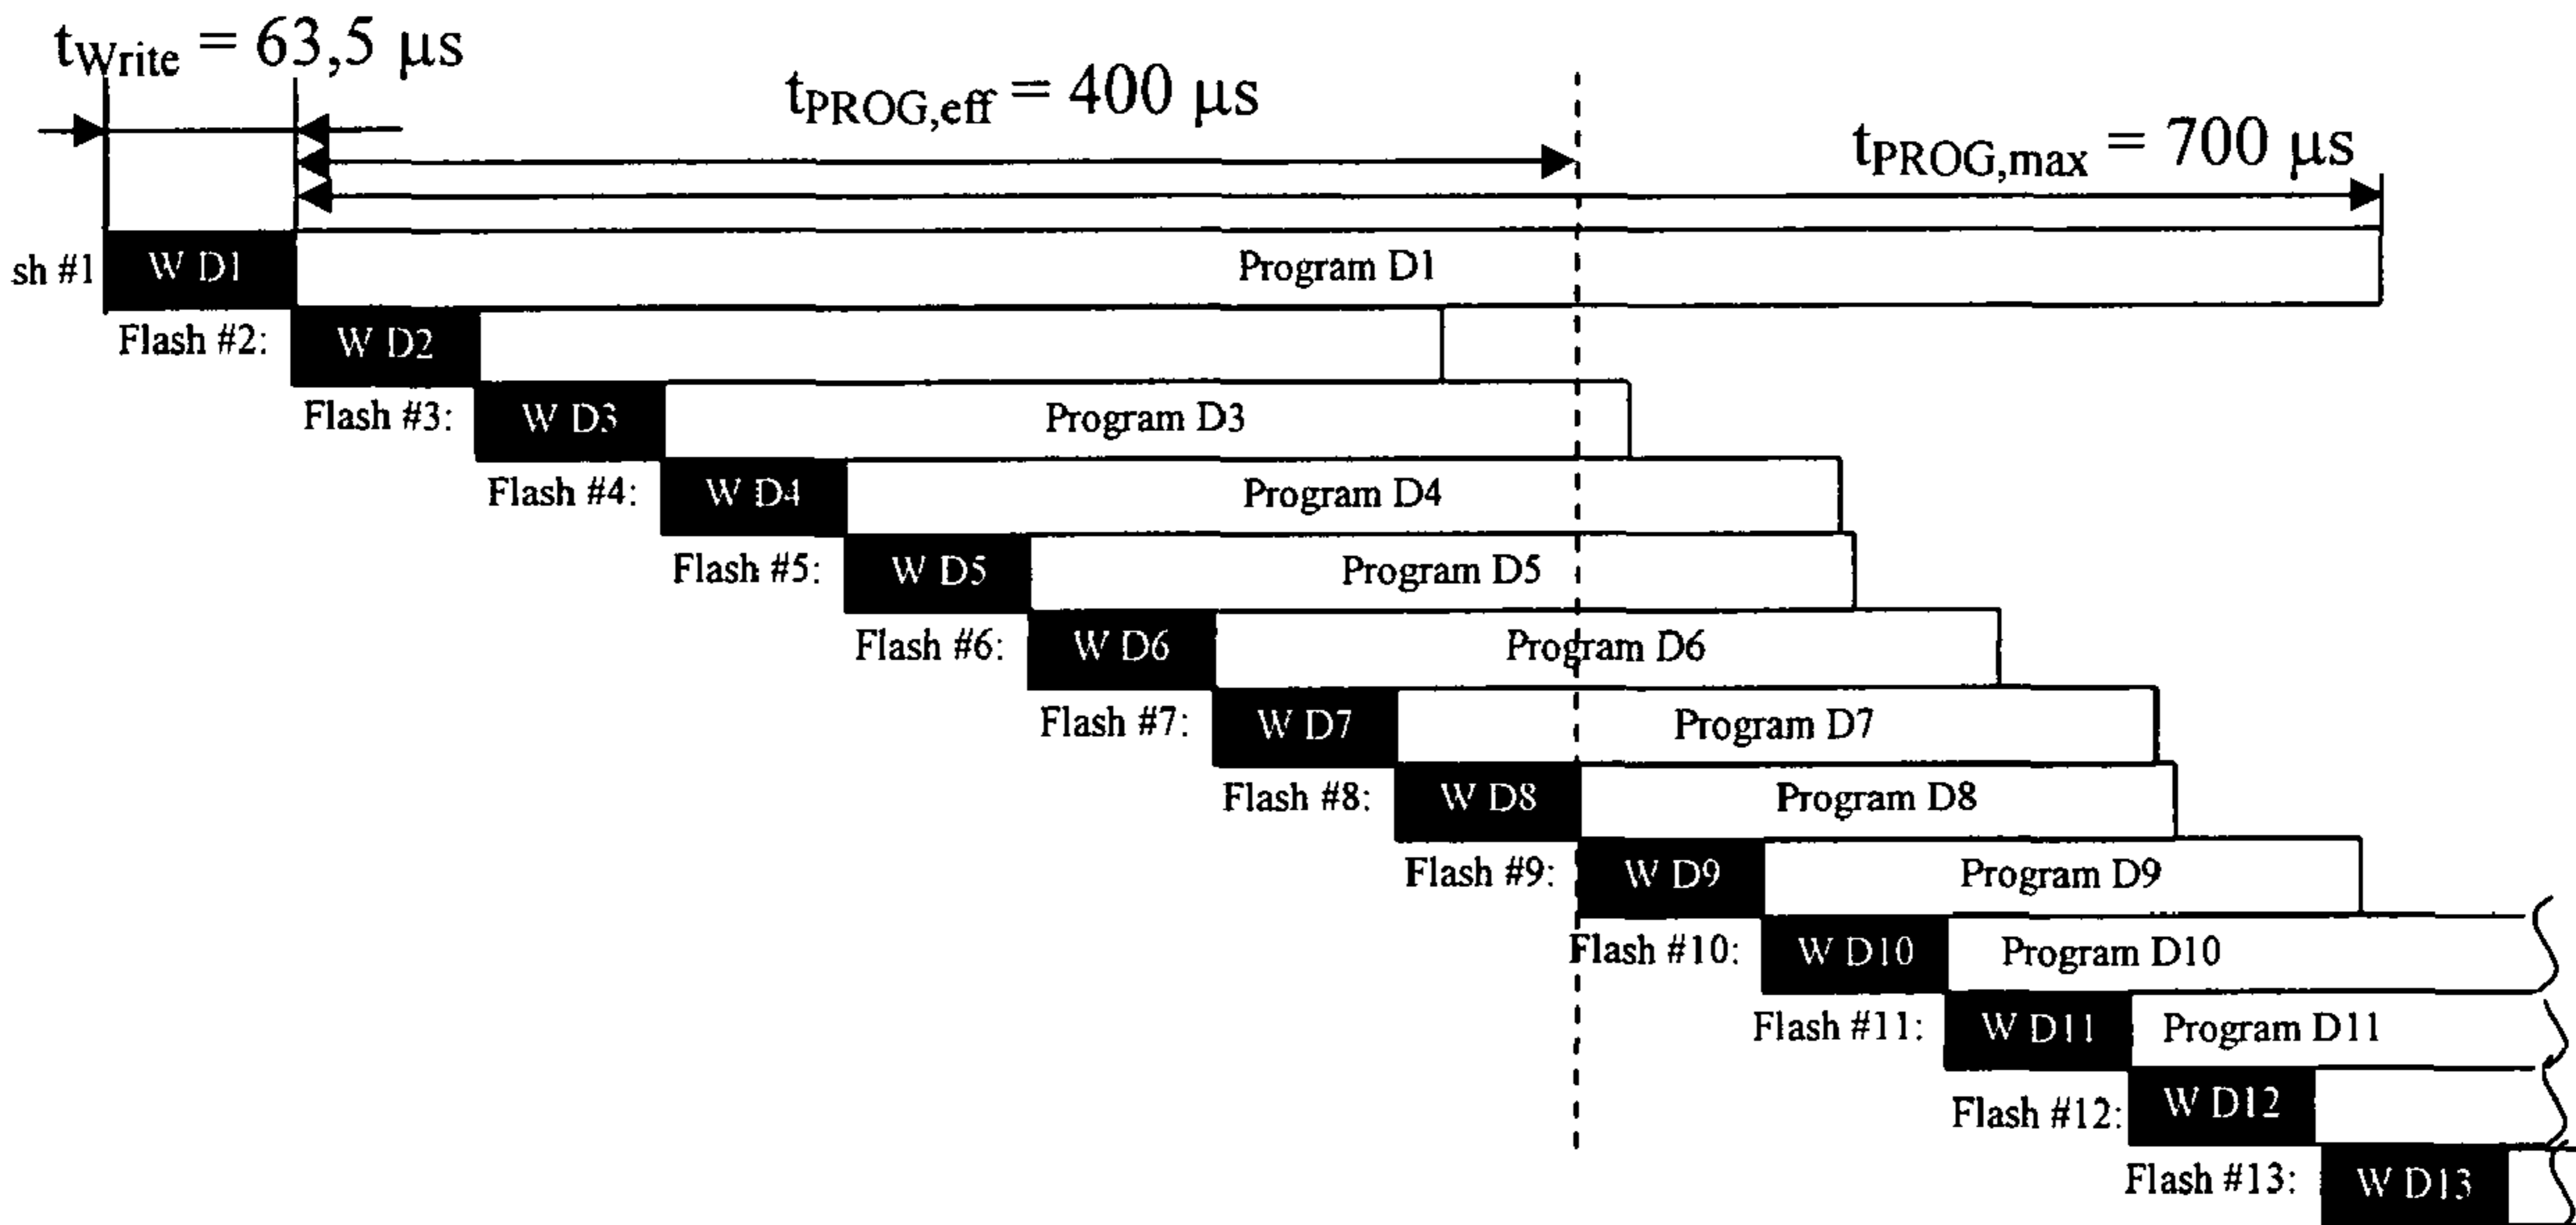 tWrite = 63,5 µs
tPROG,eff = 400 µs
tPROG,max = 700 µs
sh #1 W D1 Program D1
Flash #2: W D2
Flash #3: W D3 Program D3
Flash #4: W D4 Program D4
Flash #5: W D5 Program D5
Flash #6: W D6 Program D6
Flash #7: W D7 Program D7
Flash #8: W D8 Program D8
Flash #9: W D9 Program D9
Flash #10: W D10 Program D10
Flash #11: W D11 Program D11
Flash #12: W D12
Flash #13: W D13